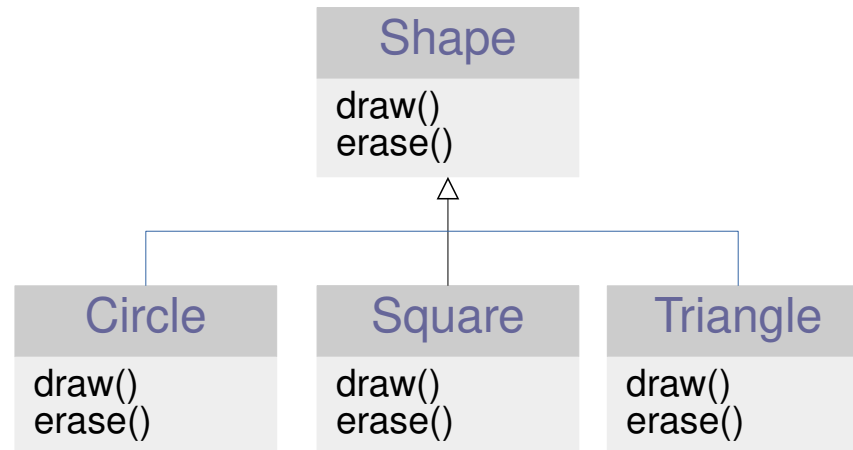 Shape
draw()
erase()
Circle
draw()
erase()
Square
draw()
erase()
Triangle
draw()
erase()